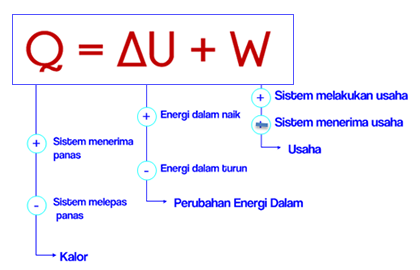 Q = ΔU + W
+ Sistem melakukan usaha
+ Energi dalam naik
Sistem menerima usaha
+ Sistem menerima
panas
Usaha
- Energi dalam turun
- Sistem melepas
panas
Perubahan Energi Dalam
Kalor